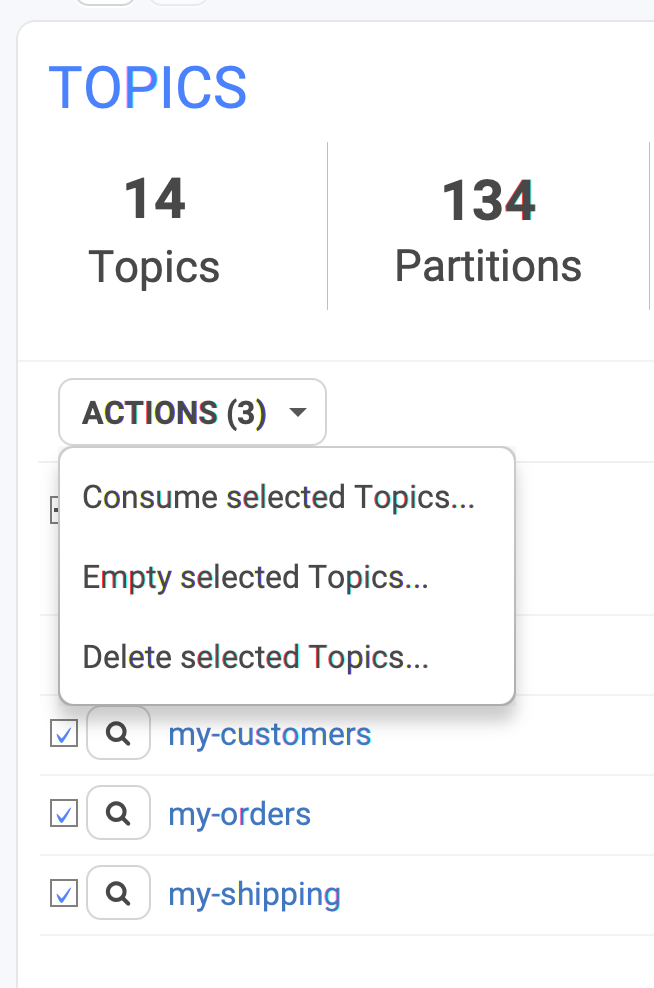 TOPICS
14
Topics
134
Partitions
ACTIONS (3)
Consume selected Topics...
Empty selected Topics...
Delete selected Topics...
my-customers
my-orders
my-shipping